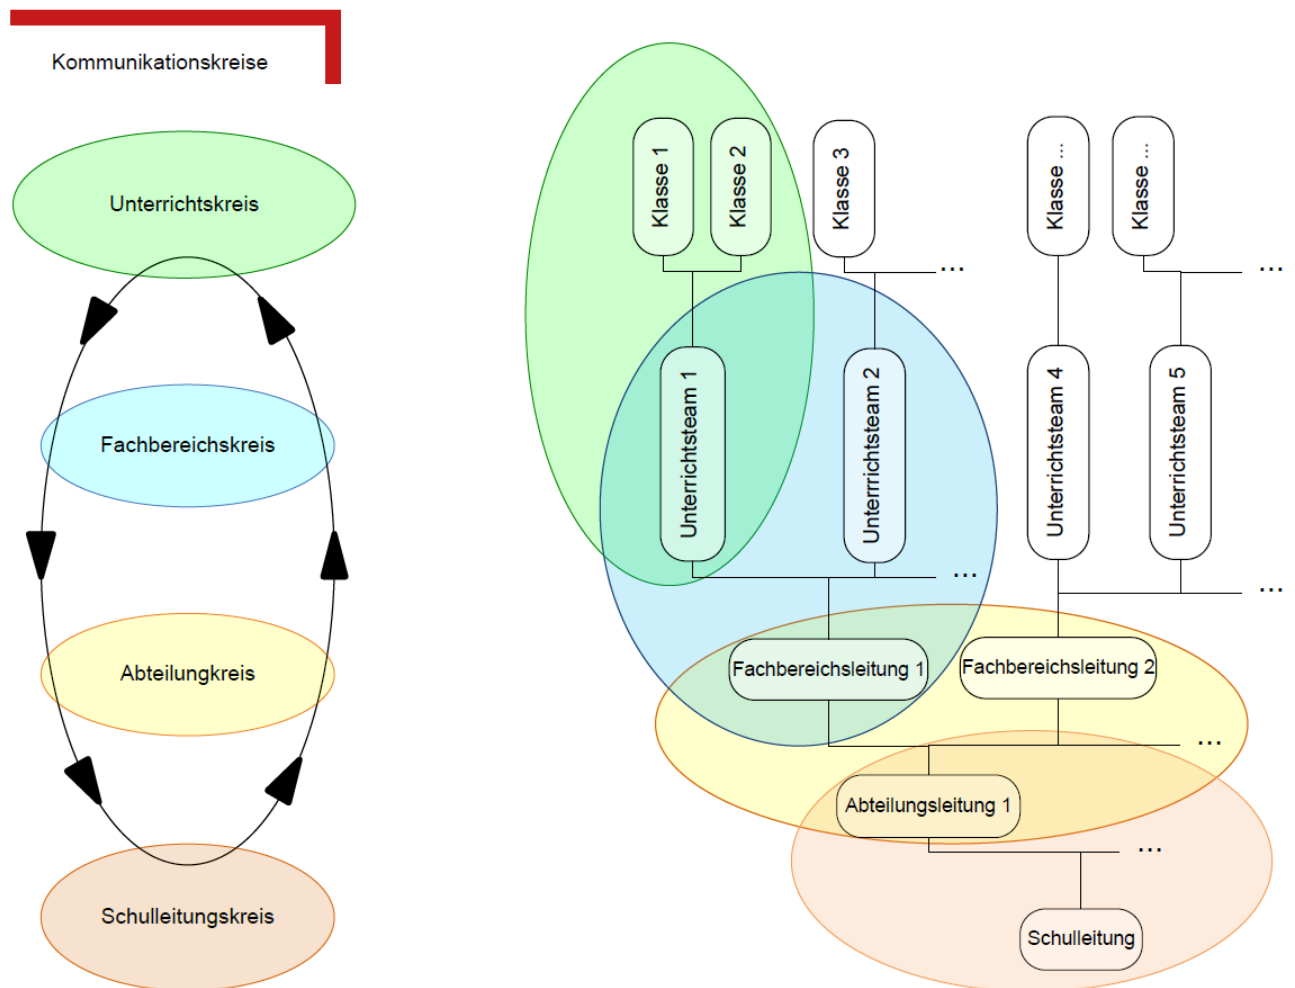 Kommunikationskreise
Unterrichtskreis
Fachbereichskreis
Abteilungkreis
Schulleitungskreis
Klasse 1
Klasse 2
Klasse 3
Klasse ...
Klasse ...
...
...
Unterrichtsteam 1
Unterrrichtsteam 2
Unterrichtsteam 4
Unterrichtsteam 5
...
...
Fachbereichsleitung 1
Fachbereichsleitung 2
...
Abteilungsleitung 1
...
Schulleitung